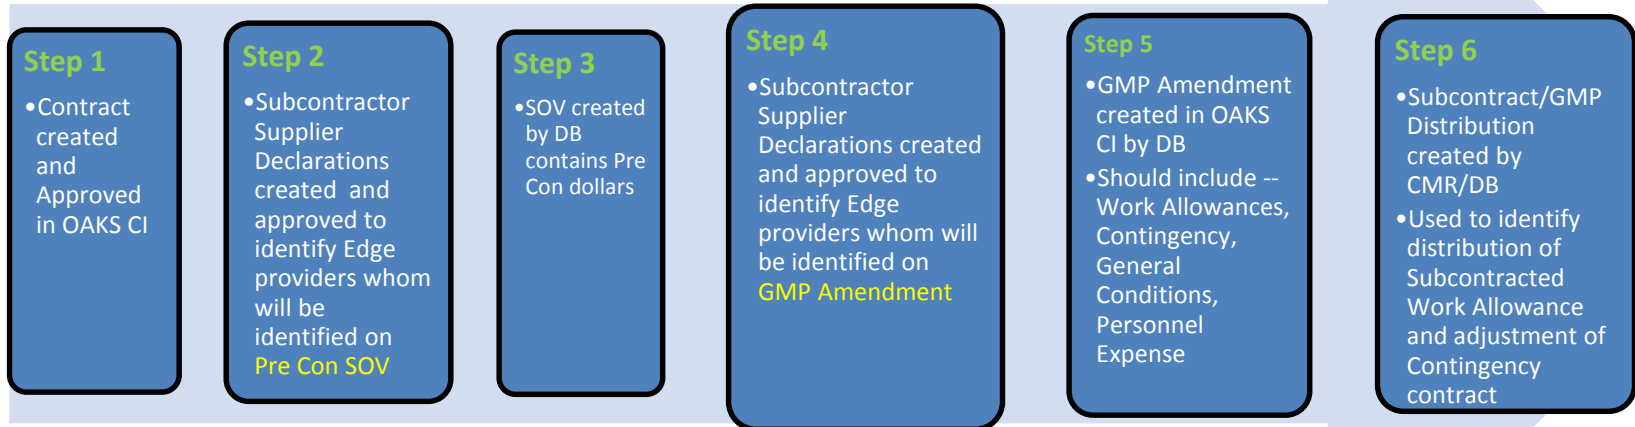 Step 1
•Contract
created
and
Approved
in OAKS CI
Step 2
•Subcontractor
Supplier
Declarations
created and
approved to
identify Edge
providers whom
will be
identified on
Pre Con SOV
Step 3
•SOV created
by DB
contains Pre
Con dollars
Step 4
•Subcontractor
Supplier
Declarations created
and approved to
identify Edge
providers whom will
be identified on
GMP Amendment
Step 5
•GMP Amendment
created in OAKS
CI by DB
•Should include --
Work Allowances,
Contingency,
General
Conditions,
Personnel
Expense
Step 6
•Subcontract/GMP
Distribution
created by
CMR/DB
•Used to identify
distribution of
Subcontracted
Work Allowance
and adjustment of
Contingency
contract